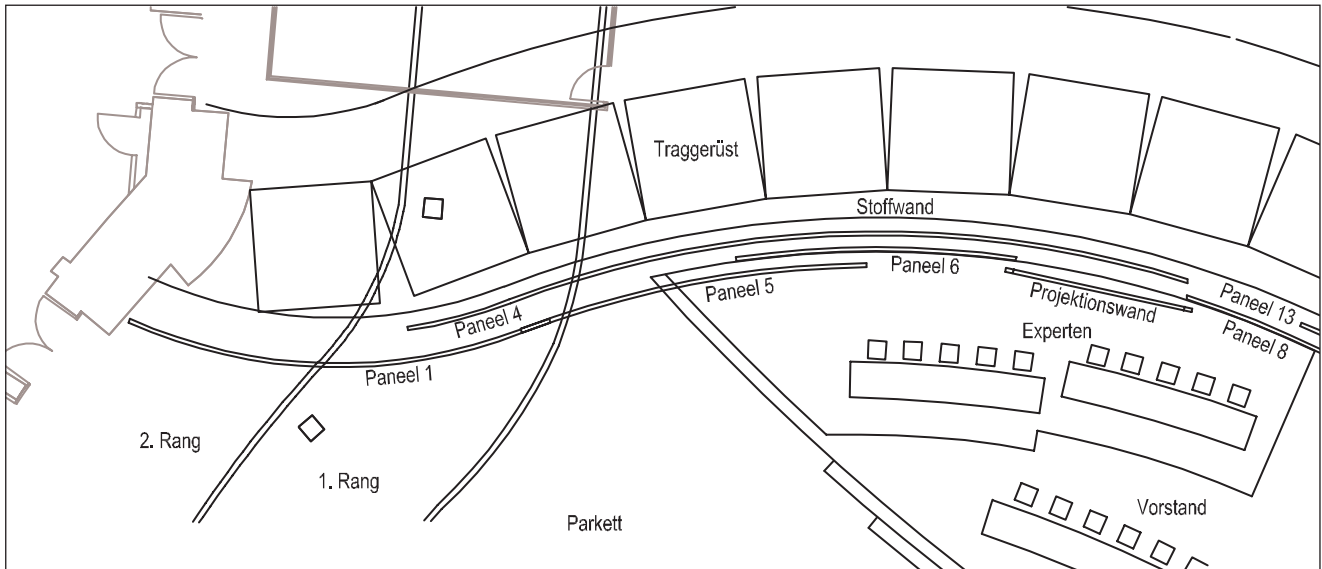 Traggerüst
Stoffwand
Paneel 6
Paneel 5
Paneel 13
Projektionswand
Paneel 4
Experten
Paneel 8
Paneel 1
2. Rang
1. Rang
Vorstand
Parkett